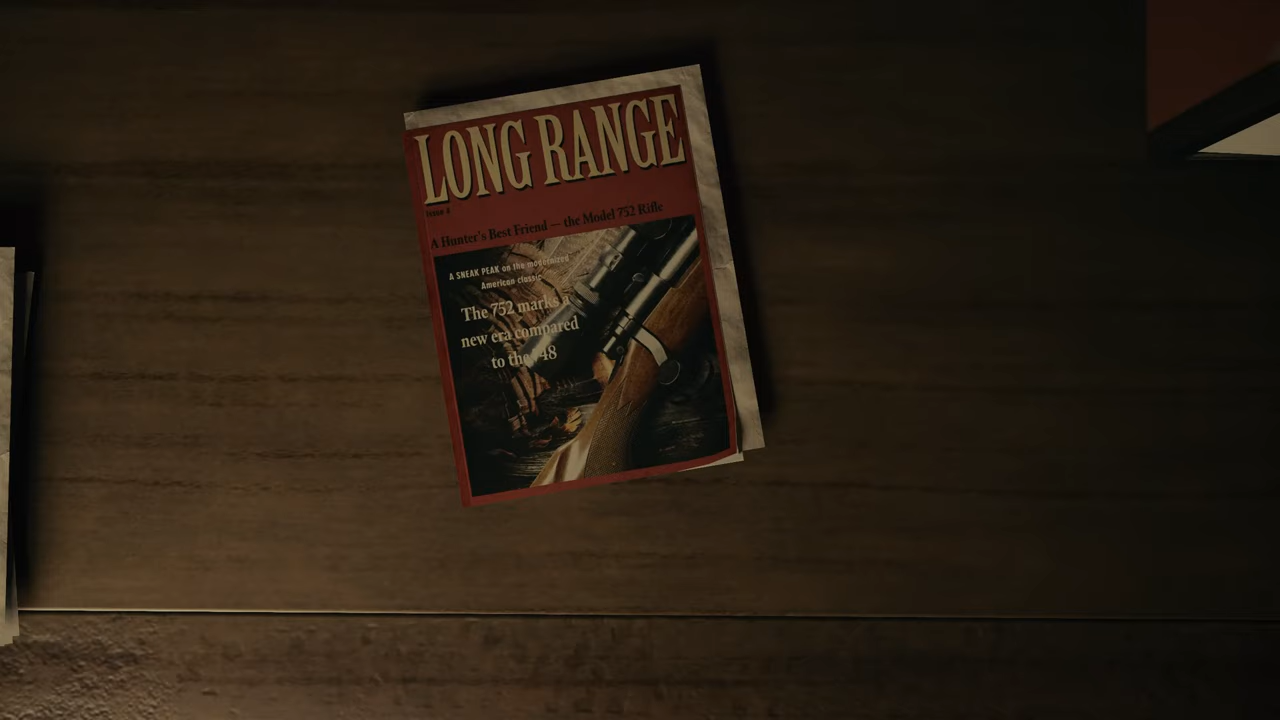 LONG RANGE
Issue 4
A Hunter's Best Friend — the Model 752 Rifle
A SNEAK PEAK on the modernized
American classic
The 752 marks a
new era compared
to the 48